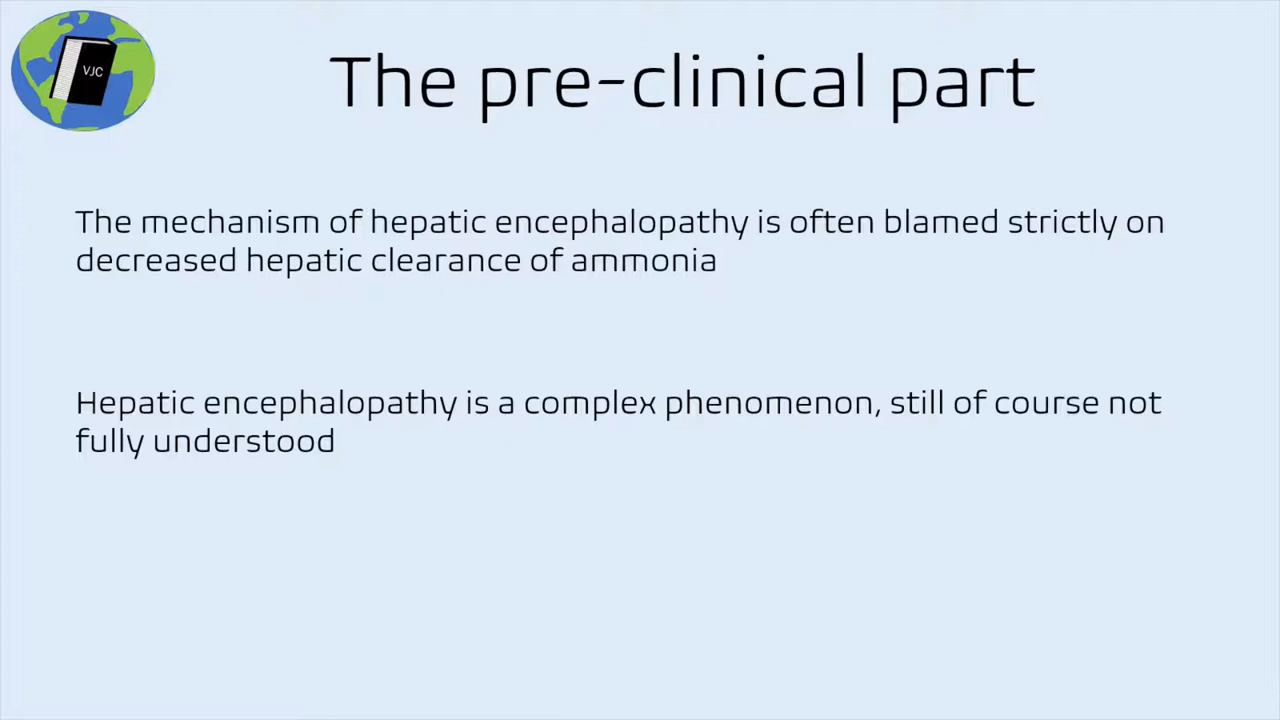 VJC
The pre-clinical part
The mechanism of hepatic encephalopathy is often blamed strictly on
decreased hepatic clearance of ammonia
Hepatic encephalopathy is a complex phenomenon, still of course not
fully understood